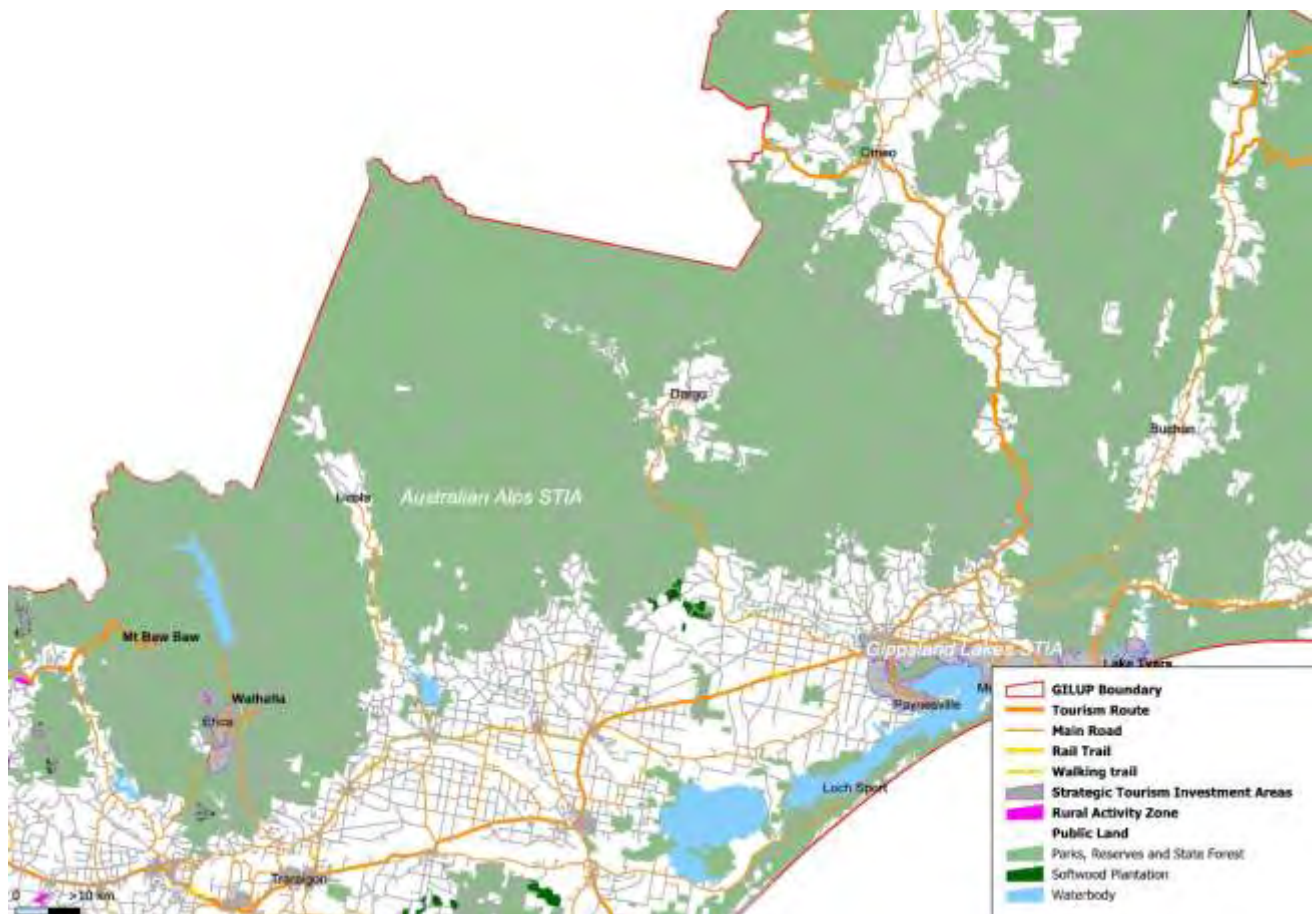 Omeo
Dargo
Buchan
Licola
Australian Alps STIA
Mt Baw Baw
Walhalla
Erica
Gippsland Lakes STIA
Lake Tyers
Paynesville
Loch Sport
Traralgon
0 >10 km
GILUP Boundary
Tourism Route
Main Road
Rail Trail
Walking trail
Strategic Tourism Investment Areas
Rural Activity Zone
Public Land
Parks, Reserves and State Forest
Softwood Plantation
Waterbody